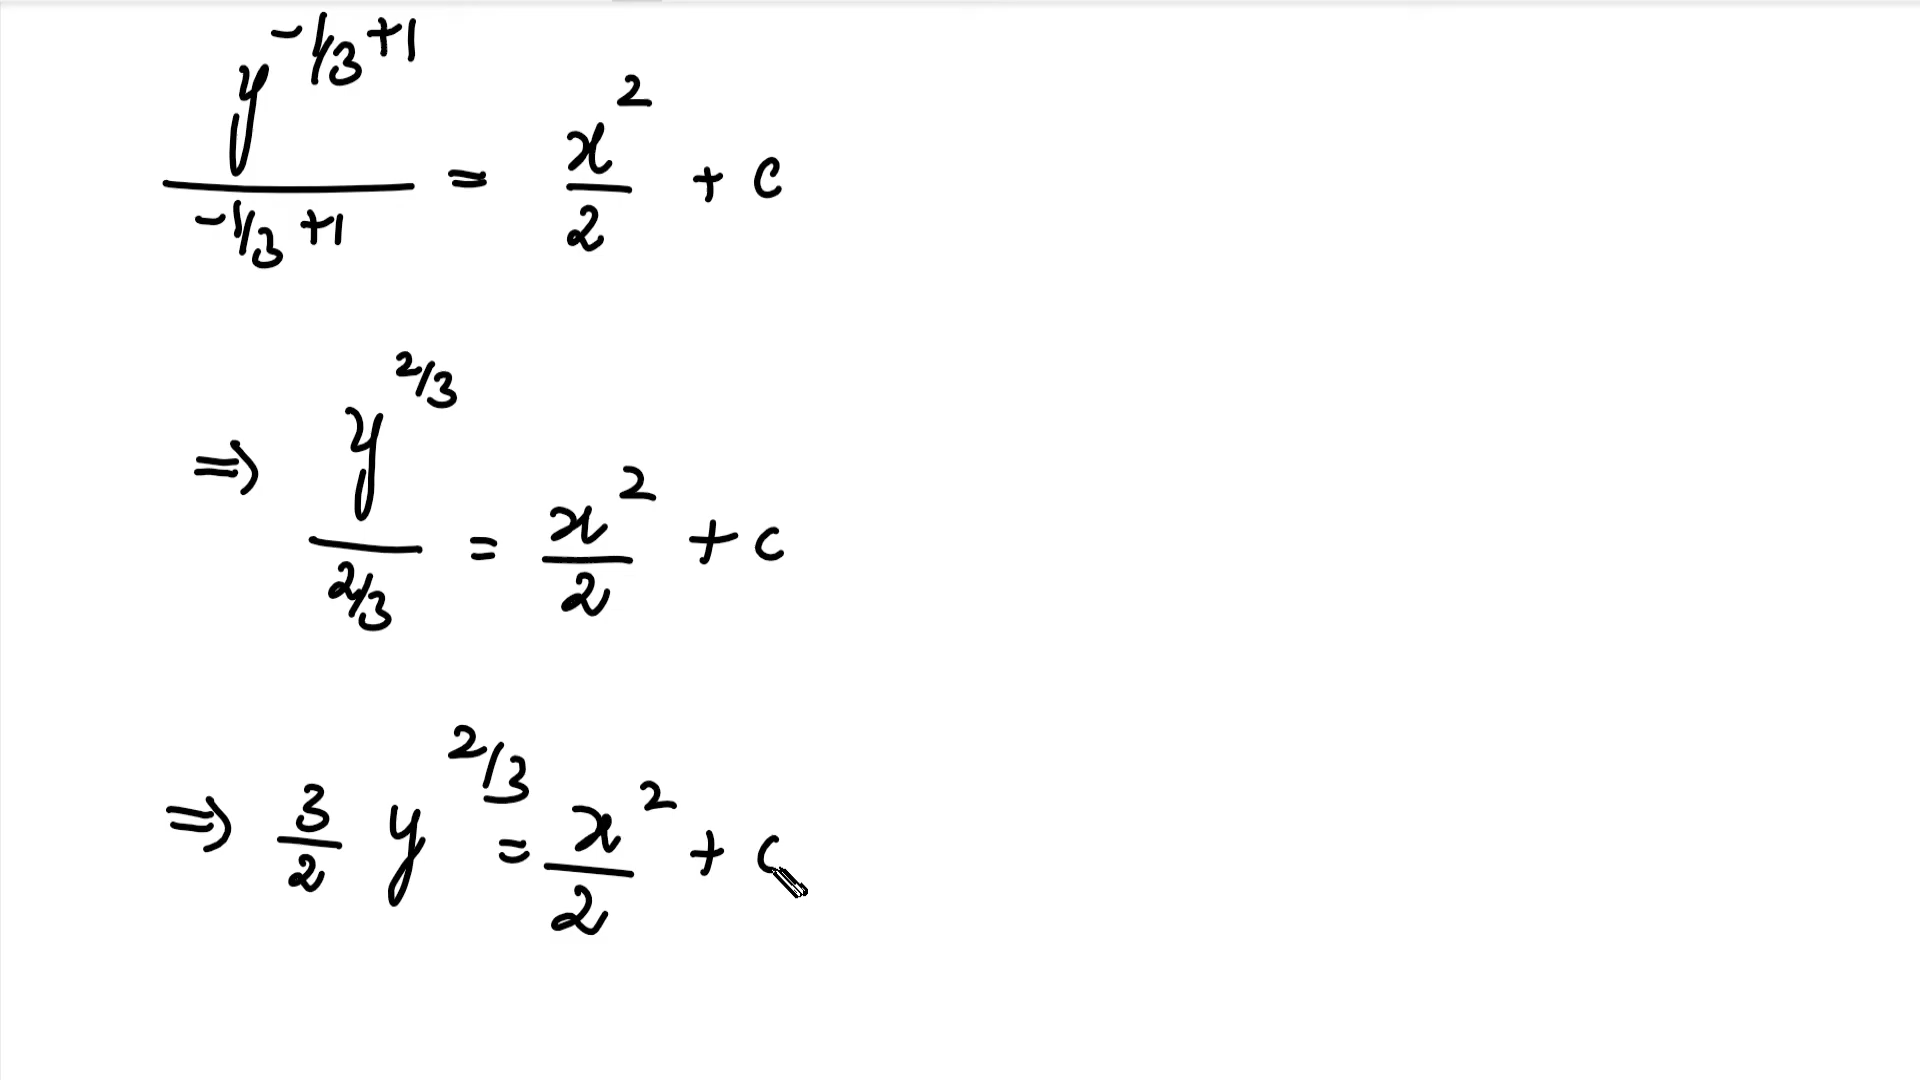 y^(-1/3+1) / (-1/3+1) = x^2/2 + c
⇒ y^(2/3) / (2/3) = x^2/2 + c
⇒ 3/2 y^(2/3) = x^2/2 + c